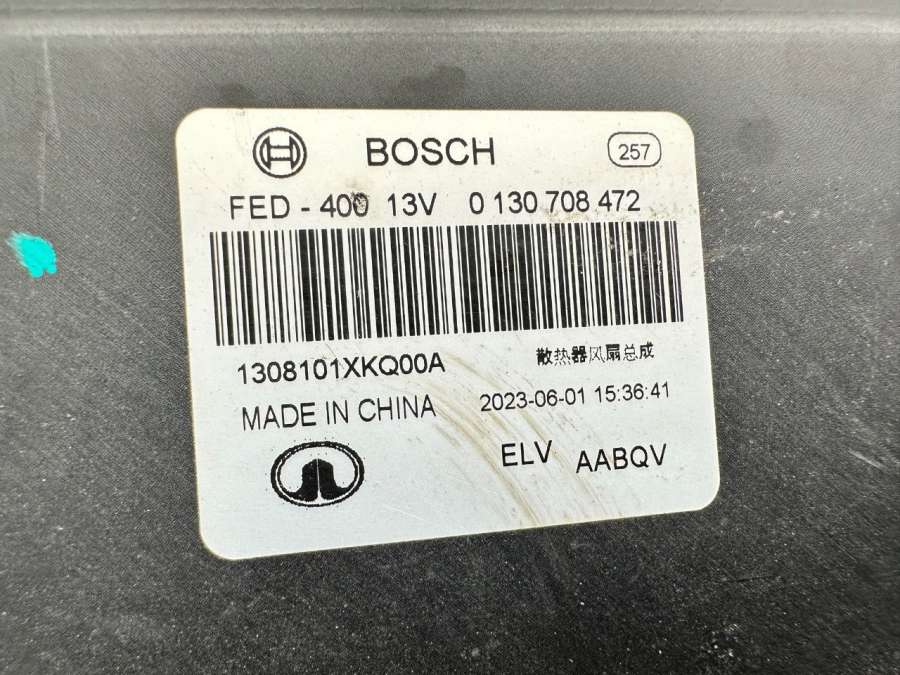 BOSCH 257
FED - 400 13V 0 130 708 472
1308101XKQ00A 散热器风扇总成
MADE IN CHINA 2023-06-01 15:36:41
ELV AABQV